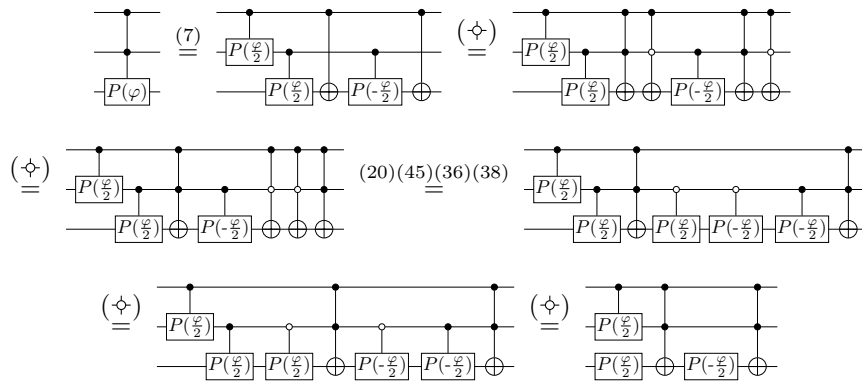 P(φ) (7) = P(φ/2) P(φ/2) P(-φ/2) (-◇-) = P(φ/2) P(φ/2) P(-φ/2)
(-◇-) = P(φ/2) P(φ/2) P(-φ/2) (20)(45)(36)(38) = P(φ/2) P(φ/2) P(φ/2) P(-φ/2) P(-φ/2)
(-◇-) = P(φ/2) P(φ/2) P(φ/2) P(-φ/2) P(-φ/2) (-◇-) = P(φ/2) P(φ/2) P(-φ/2)